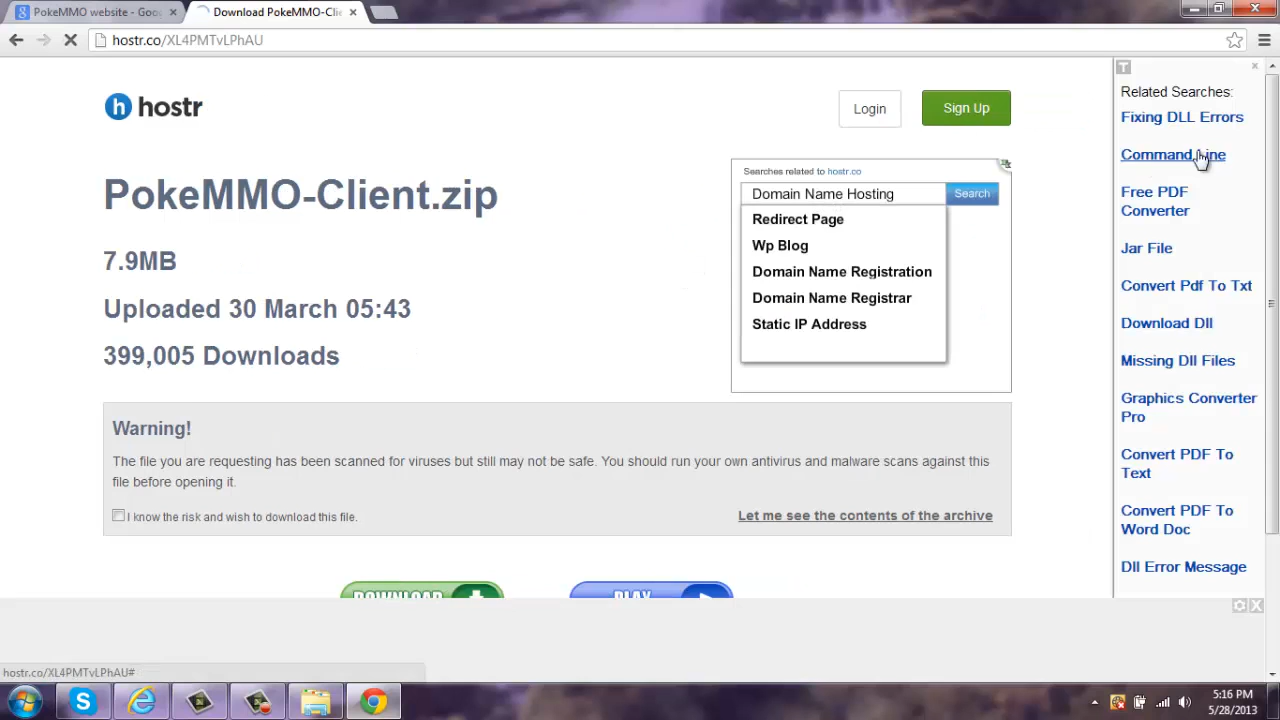 PokeMMO website - Goo
Download PokeMMO-Clie
hostr.co/XL4PMTvLPhAU
h hostr
Login
Sign Up
PokeMMO-Client.zip
7.9MB
Uploaded 30 March 05:43
399,005 Downloads
Searches related to hostr.co
Domain Name Hosting
Search
Redirect Page
Wp Blog
Domain Name Registration
Domain Name Registrar
Static IP Address
Warning!
The file you are requesting has been scanned for viruses but still may not be safe. You should run your own antivirus and malware scans against this
file before opening it.
I know the risk and wish to download this file.
Let me see the contents of the archive
DOWNLOAD
PLAY
T
Related Searches:
Fixing DLL Errors
Command Line
Free PDF
Converter
Jar File
Convert Pdf To Txt
Download Dll
Missing Dll Files
Graphics Converter
Pro
Convert PDF To
Text
Convert PDF To
Word Doc
Dll Error Message
hostr.co/XL4PMTvLPhAU#
5:16 PM
5/28/2013